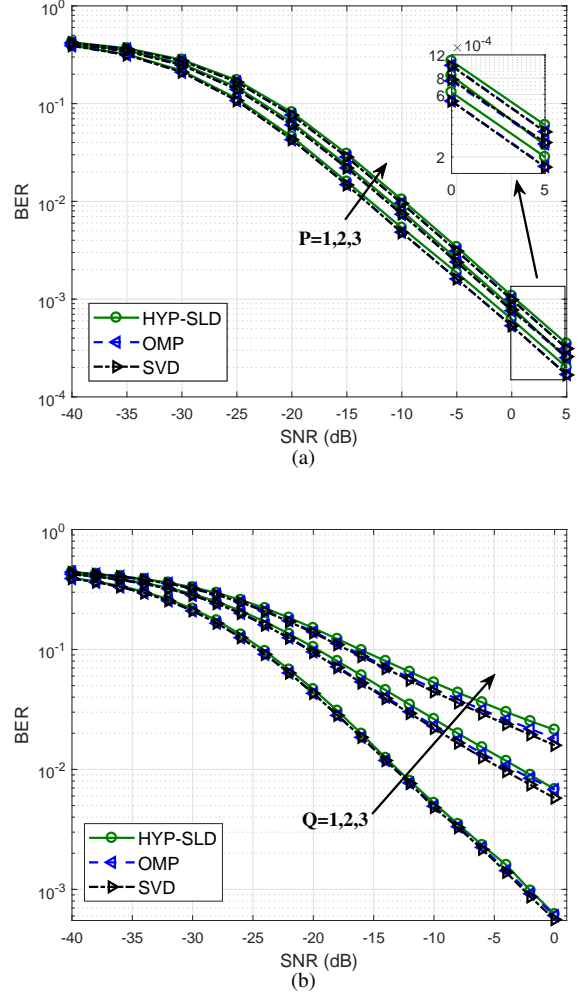 (a)
BER
10^0
10^-1
10^-2
10^-3
10^-4
12 ×10^-4
8
6
2
0 5
P=1,2,3
HYP-SLD
OMP
SVD
-40 -35 -30 -25 -20 -15 -10 -5 0 5
SNR (dB)
(a)
BER
10^0
10^-1
10^-2
10^-3
Q=1,2,3
HYP-SLD
OMP
SVD
-40 -35 -30 -25 -20 -15 -10 -5 0
SNR (dB)
(b)